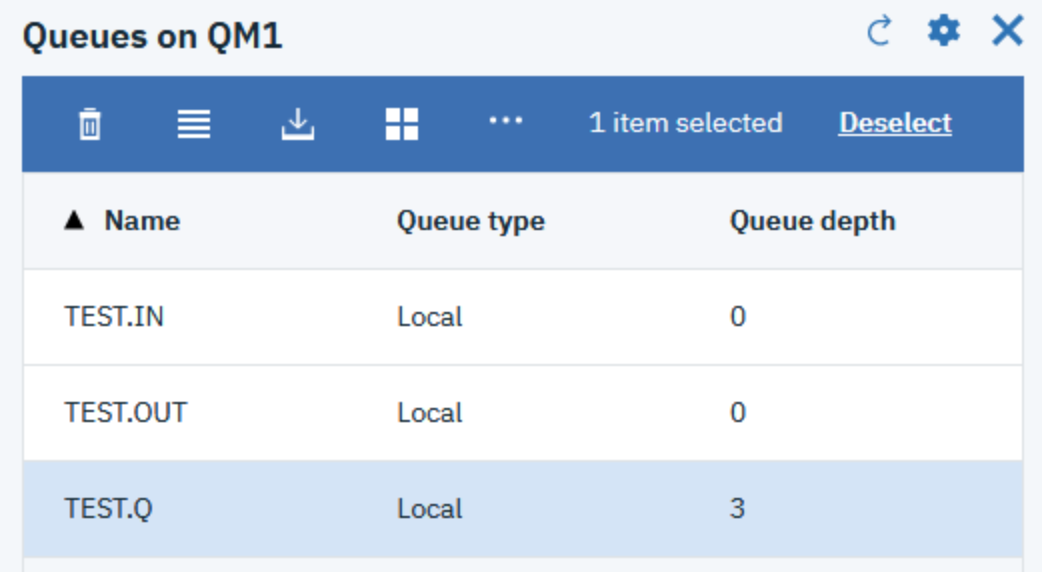 Queues on QM1
1 item selected Deselect
▲ Name Queue type Queue depth
TEST.IN Local 0
TEST.OUT Local 0
TEST.Q Local 3